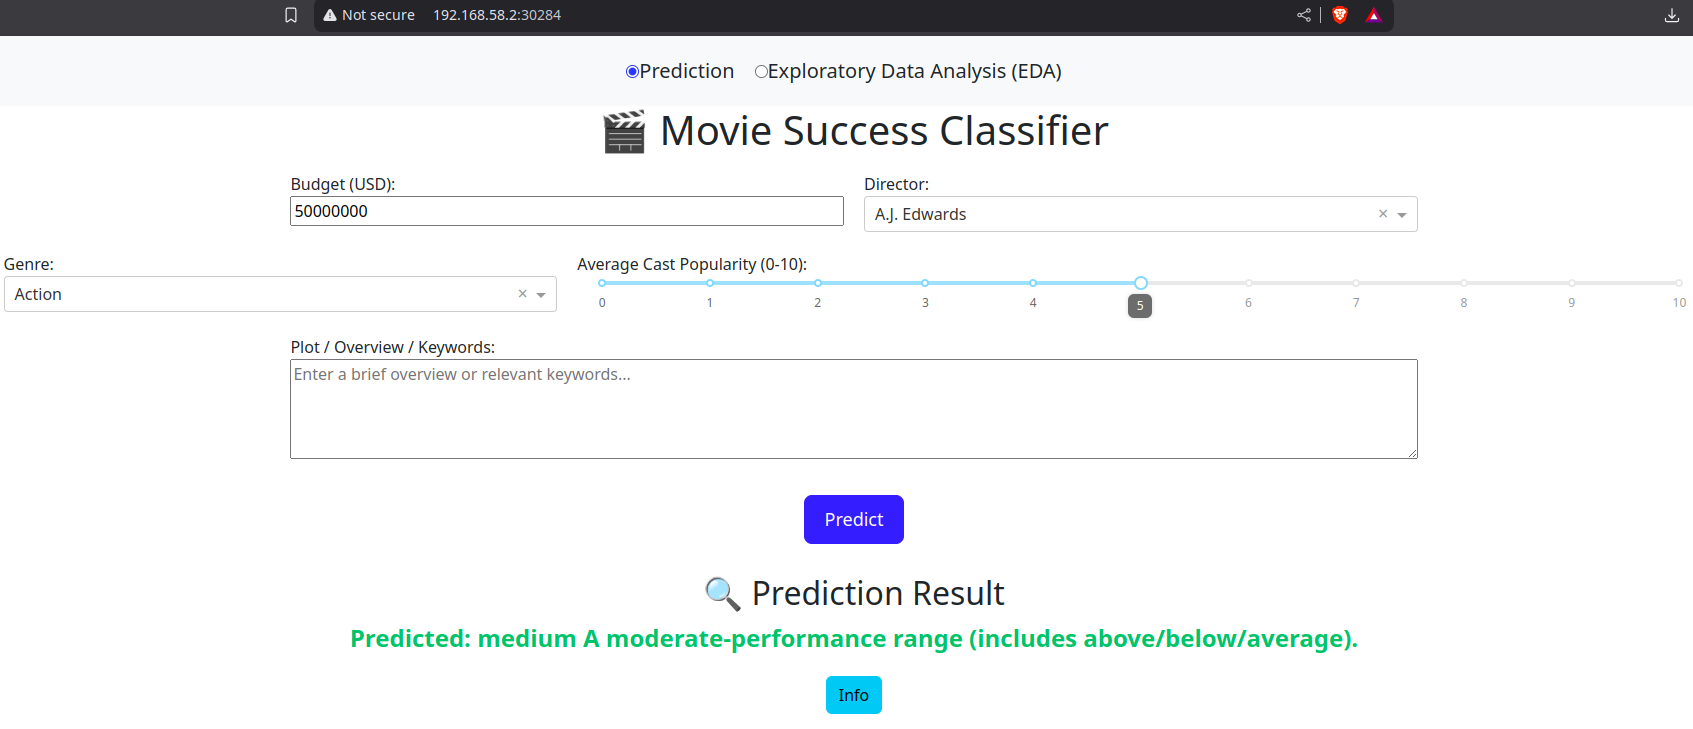 Not secure 192.168.58.2:30284
Prediction Exploratory Data Analysis (EDA)
🎬 Movie Success Classifier
Budget (USD): Director:
50000000 A.J. Edwards
Genre: Average Cast Popularity (0-10):
Action
0 1 2 3 4 5 6 7 8 9 10
Plot / Overview / Keywords:
Enter a brief overview or relevant keywords...
Predict
🔍 Prediction Result
Predicted: medium A moderate-performance range (includes above/below/average).
Info